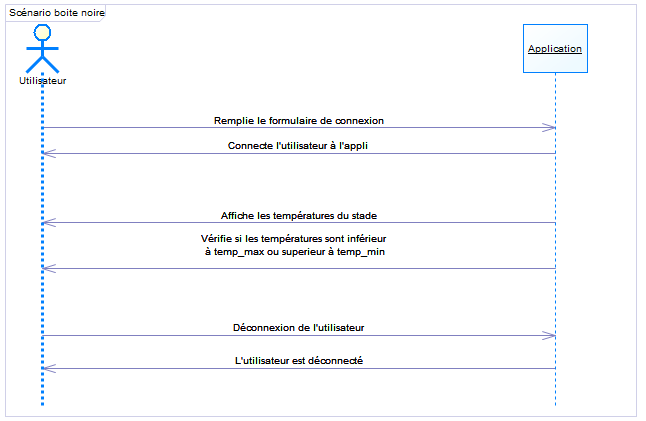 Scénario boite noire
Utilisateur
Application
Remplie le formulaire de connexion
Connecte l'utilisateur à l'appli
Affiche les températures du stade
Vérifie si les températures sont inférieur
à temp_max ou superieur à temp_min
Déconnexion de l'utilisateur
L'utilisateur est déconnecté